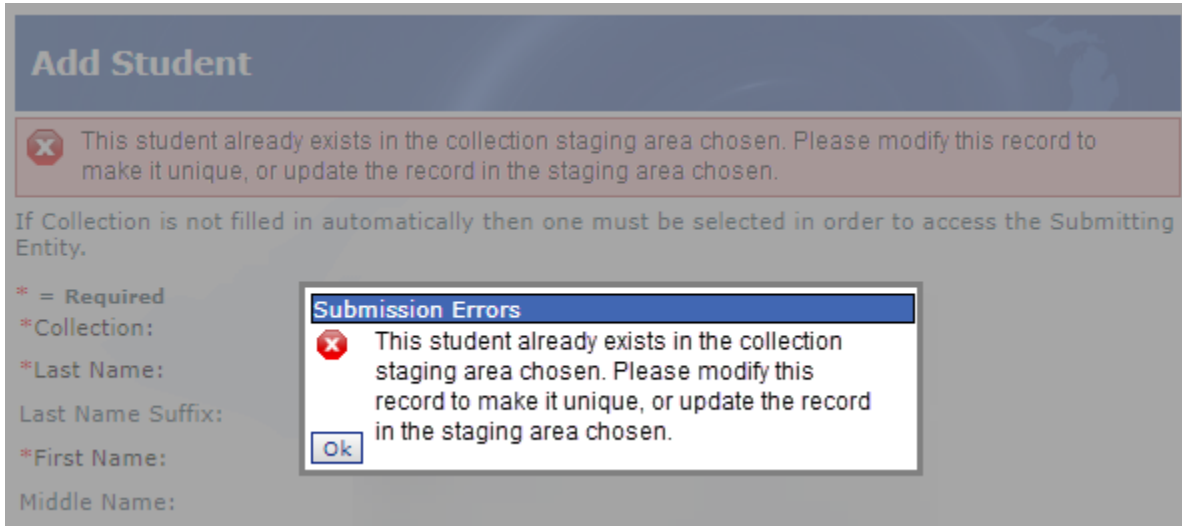 Add Student
This student already exists in the collection staging area chosen. Please modify this record to
make it unique, or update the record in the staging area chosen.
If Collection is not filled in automatically then one must be selected in order to access the Submitting
Entity.
* = Required
*Collection:
*Last Name:
Last Name Suffix:
*First Name:
Middle Name:
Submission Errors
This student already exists in the collection
staging area chosen. Please modify this
record to make it unique, or update the record
in the staging area chosen.
Ok